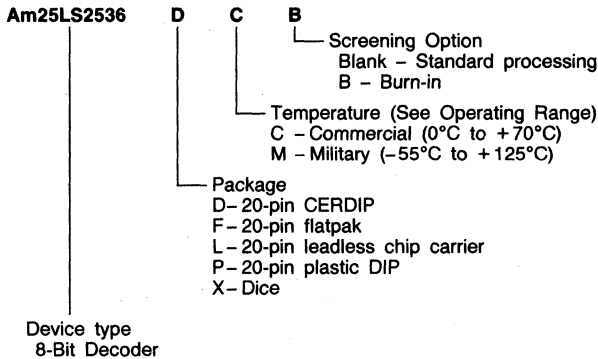 Am25LS2536 D C B
Screening Option
Blank – Standard processing
B – Burn-in
Temperature (See Operating Range)
C – Commercial (0°C to +70°C)
M – Military (–55°C to +125°C)
Package
D – 20-pin CERDIP
F – 20-pin flatpak
L – 20-pin leadless chip carrier
P – 20-pin plastic DIP
X – Dice
Device type
8-Bit Decoder